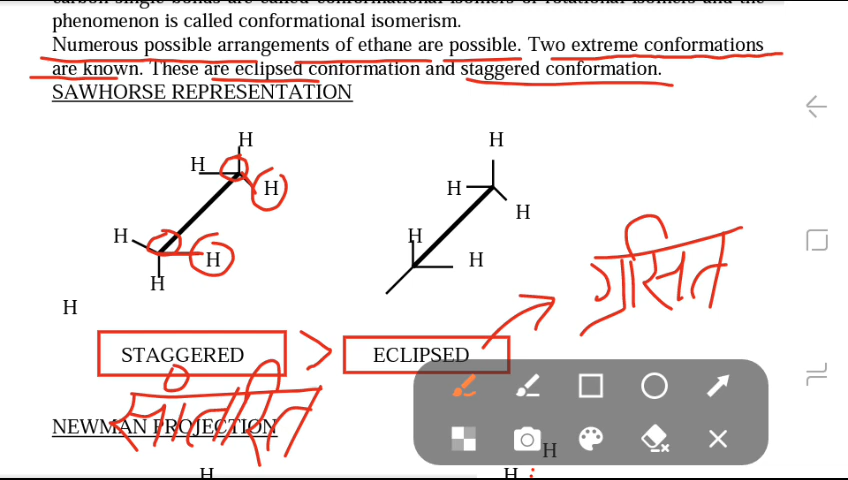 phenomenon is called conformational isomerism.
Numerous possible arrangements of ethane are possible. Two extreme conformations
are known. These are eclipsed conformation and staggered conformation.
SAWHORSE REPRESENTATION
H H
H H
H H
H
H H
H H
H
H
ग्रसित
STAGGERED > ECLIPSED
सांतरित
NEWMAN PROJECTION
H
H H